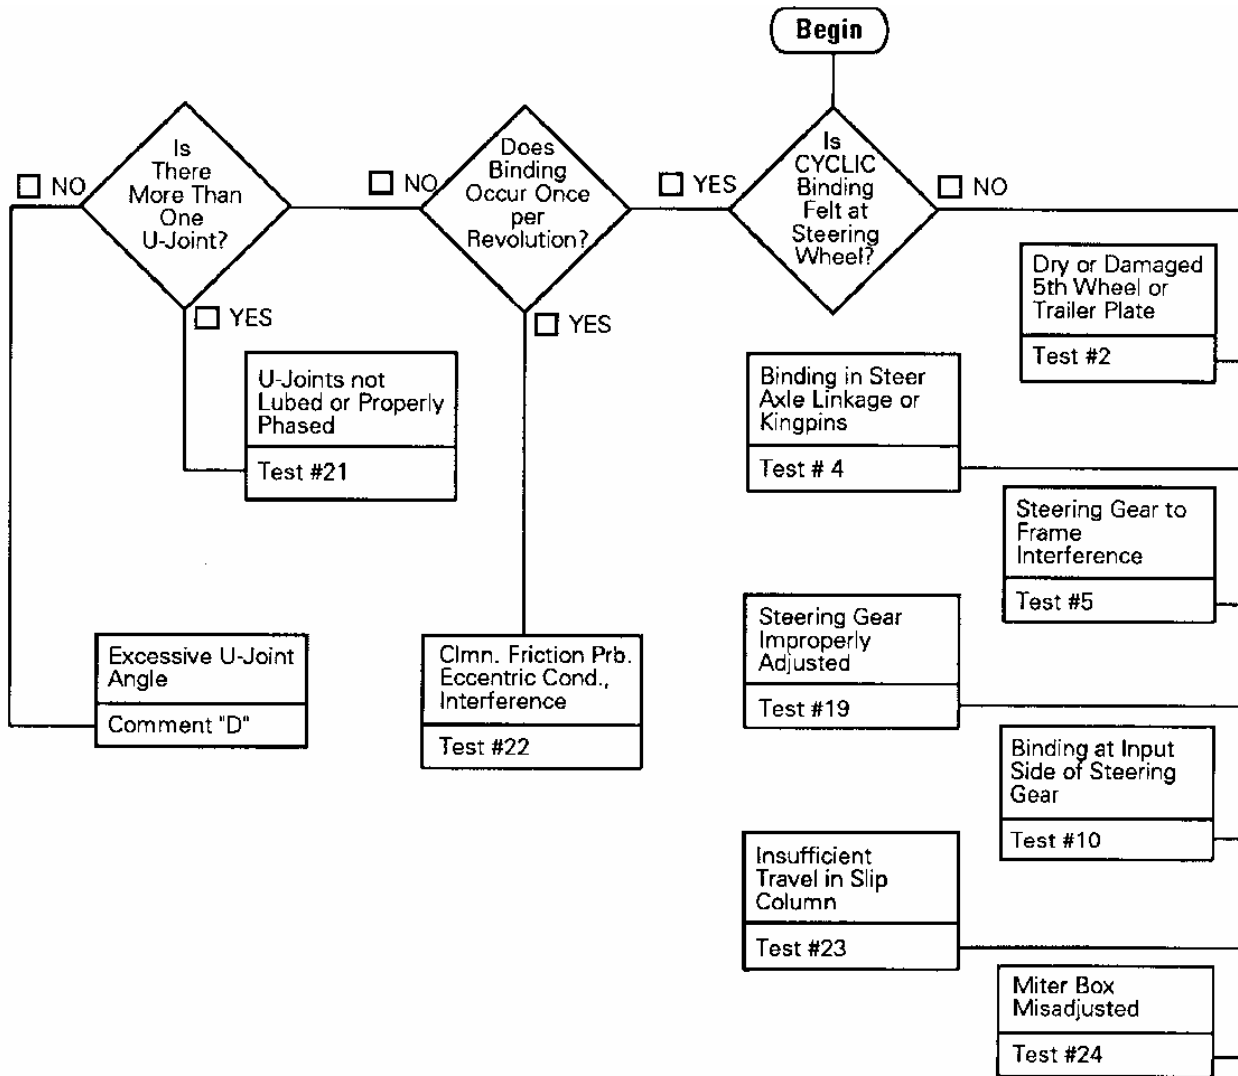 Begin
Is
CYCLIC
Binding
Felt at
Steering
Wheel?
YES
NO
Does
Binding
Occur Once
per
Revolution?
NO
YES
Is
There
More Than
One
U-Joint?
NO
YES
U-Joints not
Lubed or Properly
Phased
Test #21
Excessive U-Joint
Angle
Comment "D"
Clmn. Friction Prb.
Eccentric Cond.,
Interference
Test #22
Dry or Damaged
5th Wheel or
Trailer Plate
Test #2
Binding in Steer
Axle Linkage or
Kingpins
Test # 4
Steering Gear to
Frame
Interference
Test #5
Steering Gear
Improperly
Adjusted
Test #19
Binding at Input
Side of Steering
Gear
Test #10
Insufficient
Travel in Slip
Column
Test #23
Miter Box
Misadjusted
Test #24